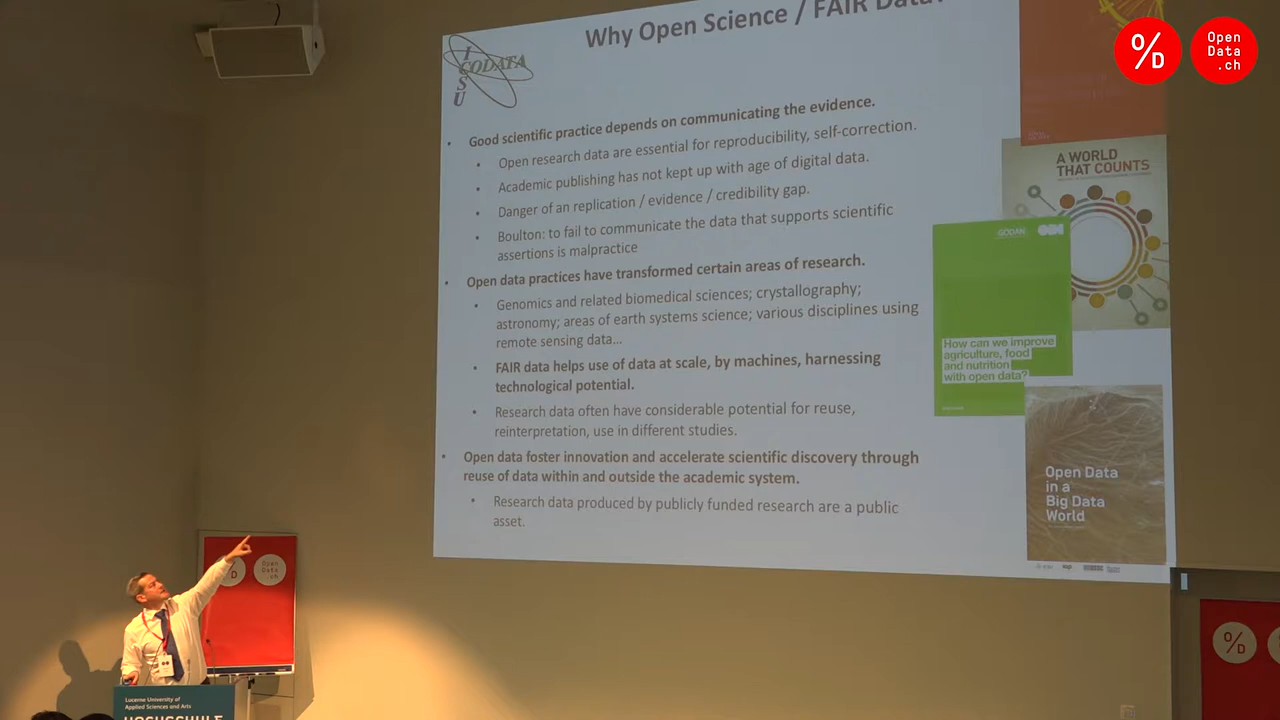 Why Open Science / FAIR Data?
ICSU
CODATA
Good scientific practice depends on communicating the evidence.
Open research data are essential for reproducibility, self-correction.
Academic publishing has not kept up with age of digital data.
Danger of an replication / evidence / credibility gap.
Boulton: to fail to communicate the data that supports scientific
assertions is malpractice
Open data practices have transformed certain areas of research.
Genomics and related biomedical sciences; crystallography;
astronomy; areas of earth systems science; various disciplines using
remote sensing data...
FAIR data helps use of data at scale, by machines, harnessing
technological potential.
Research data often have considerable potential for reuse,
reinterpretation, use in different studies.
Open data foster innovation and accelerate scientific discovery through
reuse of data within and outside the academic system.
Research data produced by publicly funded research are a public
asset.
A WORLD
THAT COUNTS
GODAN
How can we improve
agriculture, food
and nutrition
with open data?
Open Data
in a
Big Data
World
%D
Open
Data
.ch
D
Open
Data
.ch
%D
Lucerne University of
Applied Sciences and Arts
HOCHSCHULE